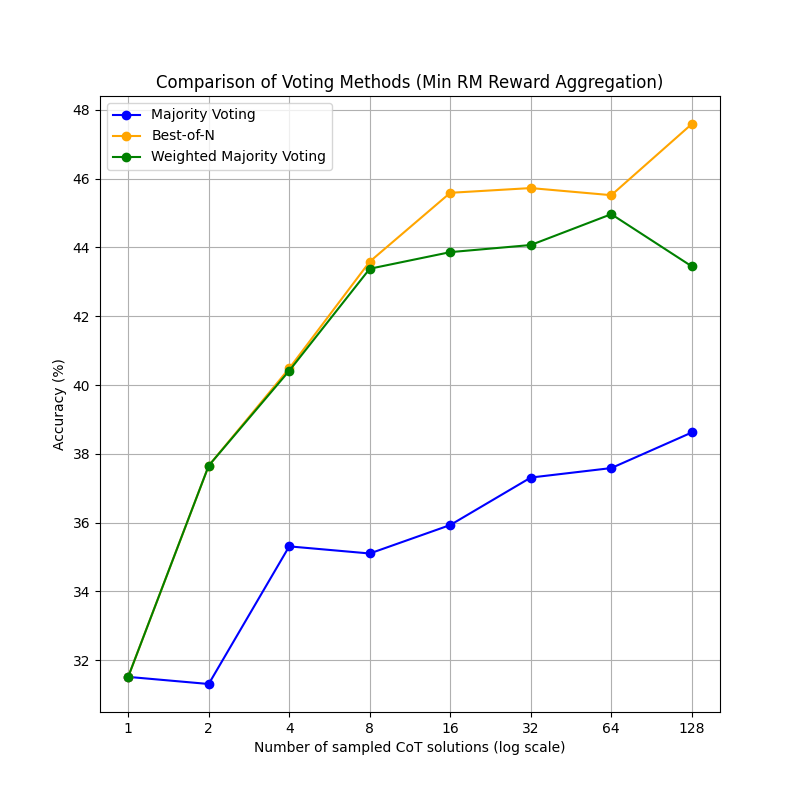 Comparison of Voting Methods (Min RM Reward Aggregation)
Majority Voting
Best-of-N
Weighted Majority Voting
48
46
44
42
40
38
36
34
32
Accuracy (%)
1 2 4 8 16 32 64 128
Number of sampled CoT solutions (log scale)